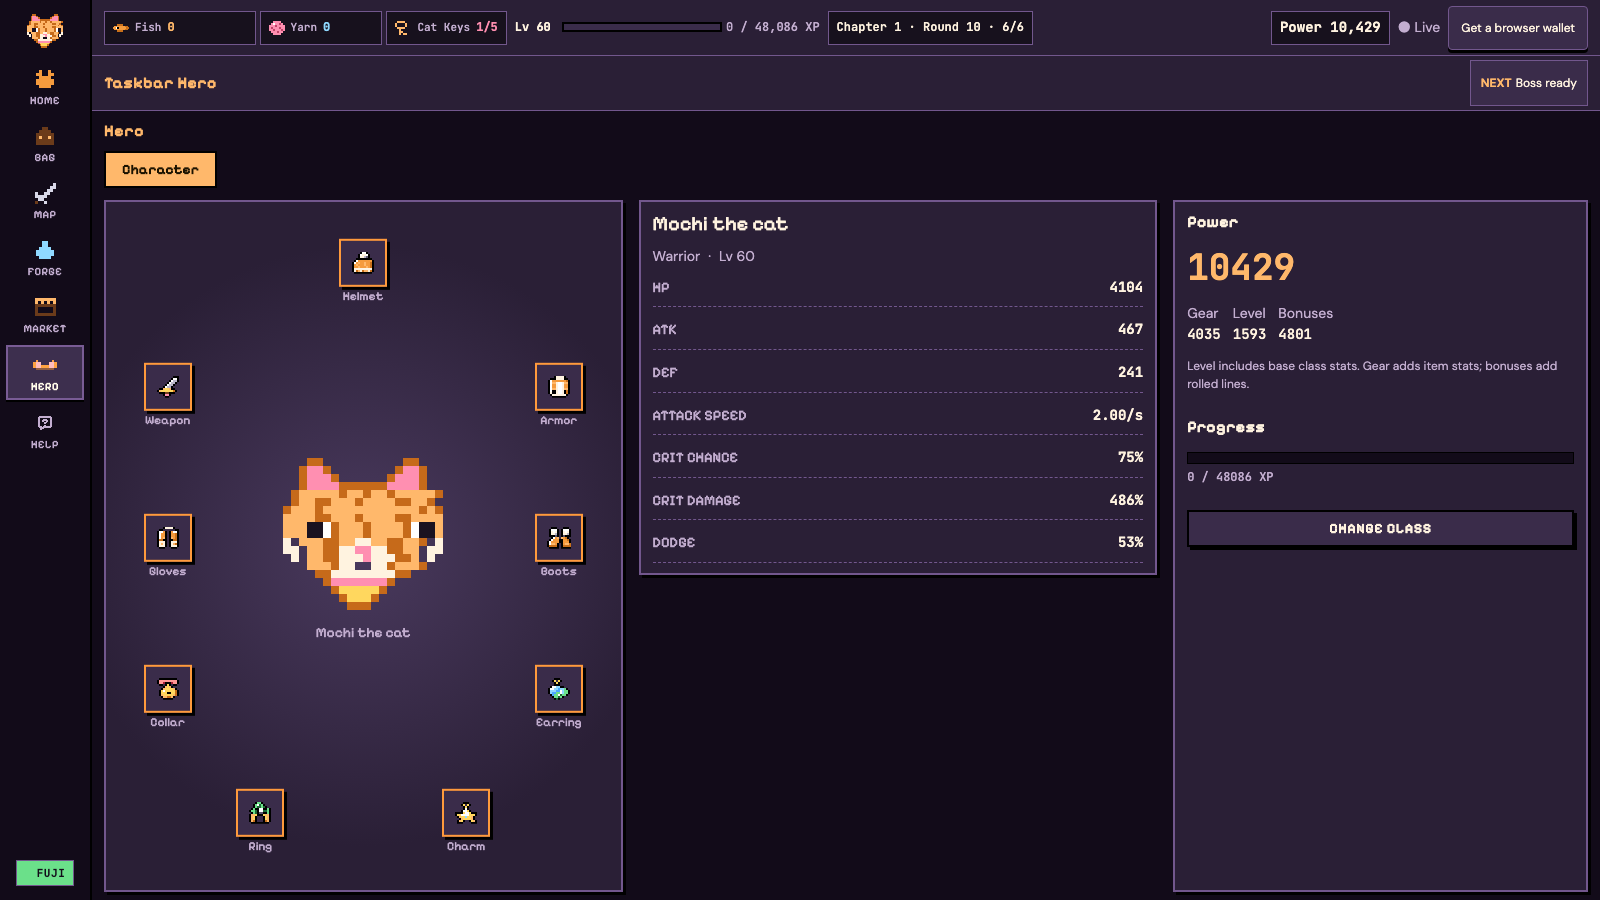 Fish 0
Yarn 0
Cat Keys 1/5
Lv 60
0 / 48,086 XP
Chapter 1 · Round 10 · 6/6
Power 10,429
Live
Get a browser wallet
HOME
BAG
MAP
FORGE
MARKET
HERO
HELP
FUJI
Taskbar Hero
NEXT Boss ready
Hero
Character
Helmet
Weapon
Armor
Gloves
Boots
Mochi the cat
Collar
Earring
Ring
Charm
Mochi the cat
Warrior · Lv 60
HP 4104
ATK 467
DEF 241
ATTACK SPEED 2.00/s
CRIT CHANCE 75%
CRIT DAMAGE 486%
DODGE 53%
Power
10429
Gear Level Bonuses
4035 1593 4801
Level includes base class stats. Gear adds item stats; bonuses add
rolled lines.
Progress
0 / 48086 XP
CHANGE CLASS